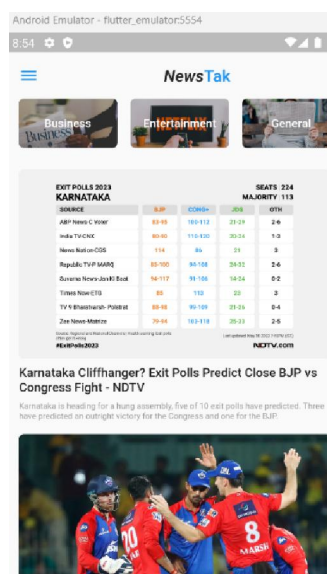 Android Emulator - flutter_emulator:5554
8:54
NewsTak
Business
Entertainment
General
NETFLIX
Business
EXIT POLLS 2023 SEATS 224
KARNATAKA MAJORITY 113
SOURCE BJP CONG+ JDS OTH
ABP News-C Voter 83-95 100-112 21-29 2-6
India TV-CNX 80-90 110-120 20-24 1-3
News Nation-CGS 114 86 21 3
Republic TV-P MARQ 85-100 94-108 24-32 2-6
Suvarna News-Jan Ki Baat 94-117 91-106 14-24 0-2
Times Now-ETG 85 113 23 3
TV 9 Bharatvarsh- Polstrat 88-98 99-109 21-26 0-4
Zee News-Matrize 79-94 103-118 25-33 2-5
#ExitPolls2023 NDTV.com
Karnataka Cliffhanger? Exit Polls Predict Close BJP vs
Congress Fight - NDTV
Karnataka is heading for a hung assembly, five of 10 exit polls have predicted. Three
have predicted an outright victory for the Congress and one for the BJP.
20
8
MARSH